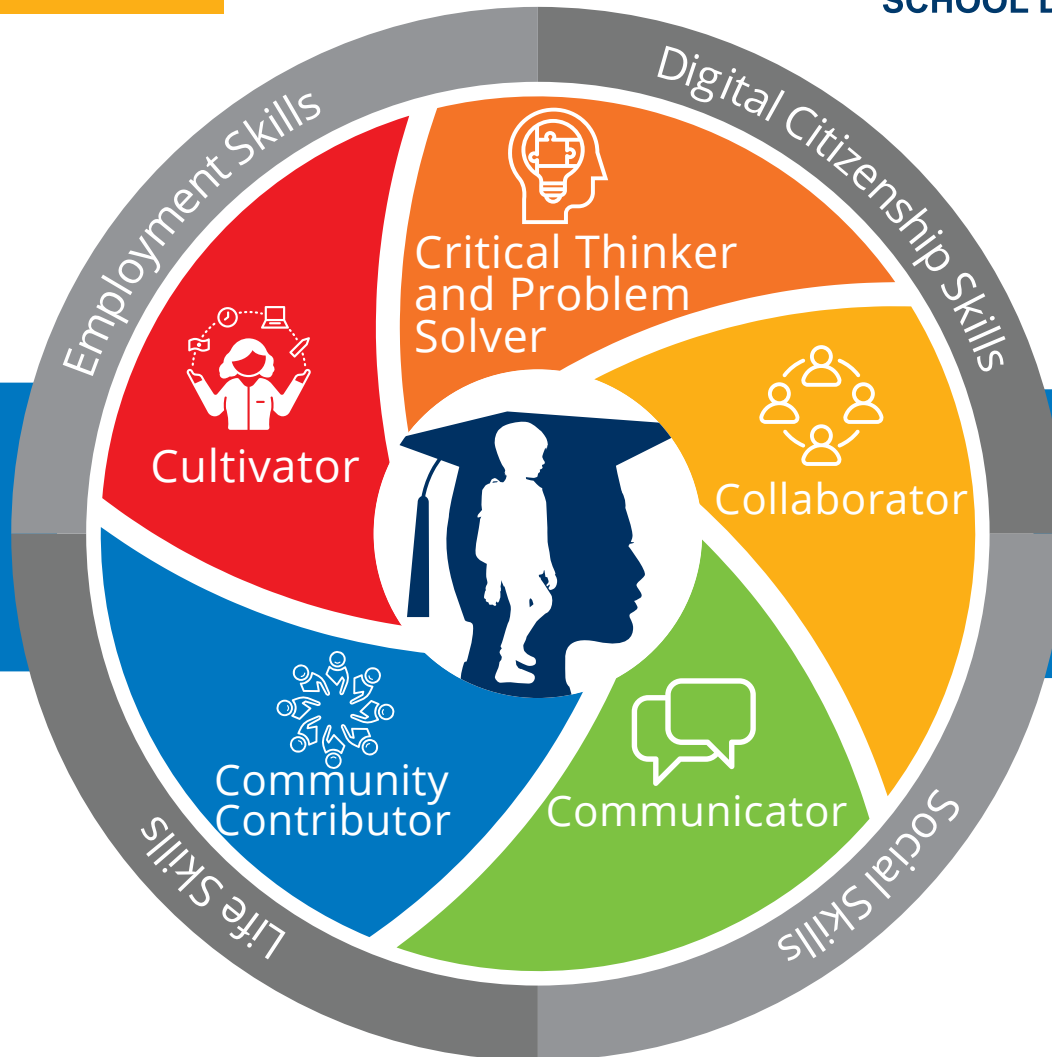 SCHOOL
Employment Skills
Digital Citizenship Skills
Critical Thinker
and Problem
Solver
Cultivator
Collaborator
Community
Contributor
Communicator
Life Skills
Social Skills